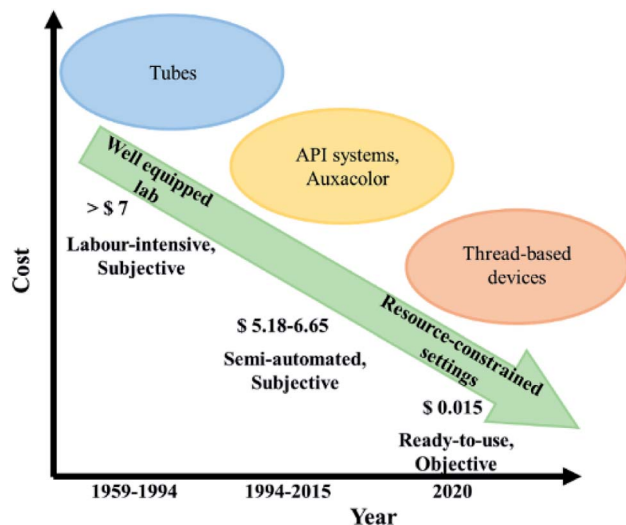 Tubes
API systems,
Auxacolor
Thread-based
devices
Well equipped
lab
Resource-constrained
settings
> $ 7
Labour-intensive,
Subjective
$ 5.18-6.65
Semi-automated,
Subjective
$ 0.015
Ready-to-use,
Objective
Cost
1959-1994
1994-2015
2020
Year